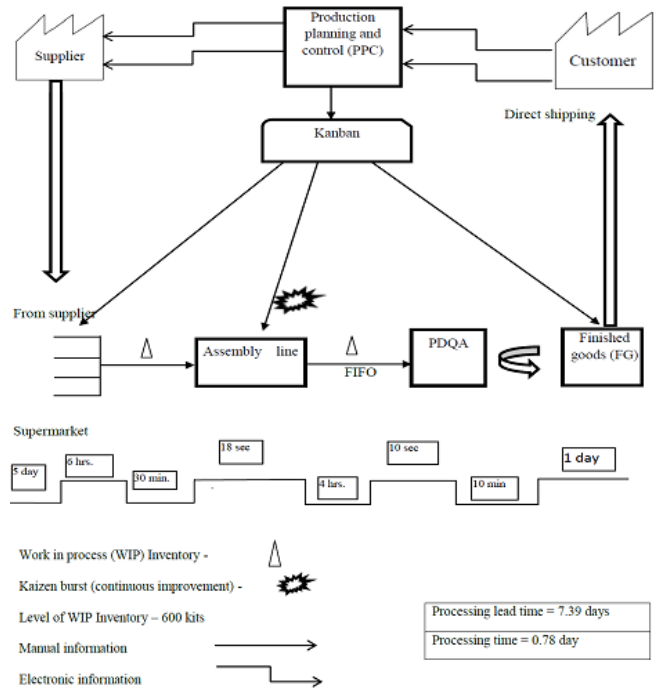 Production
planning and
control (PPC)
Supplier
Customer
Direct shipping
Kanban
From supplier
Assembly line
FIFO
PDQA
Finished
goods (FG)
Supermarket
5 day
6 hrs.
30 min.
18 sec
4 hrs.
10 sec
10 min
1 day
Work in process (WIP) Inventory -
Kaizen burst (continuous improvement) -
Level of WIP Inventory – 600 kits
Manual information
Electronic information
Processing lead time = 7.39 days
Processing time = 0.78 day